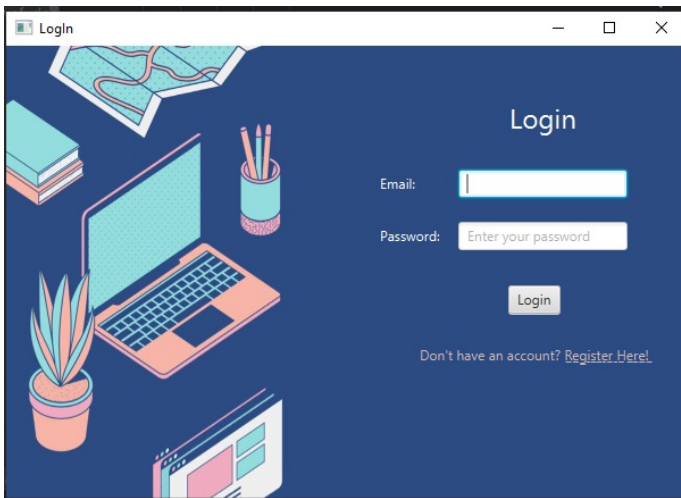 LogIn
Login
Email:
Password: Enter your password
Login
Don't have an account? Register Here!